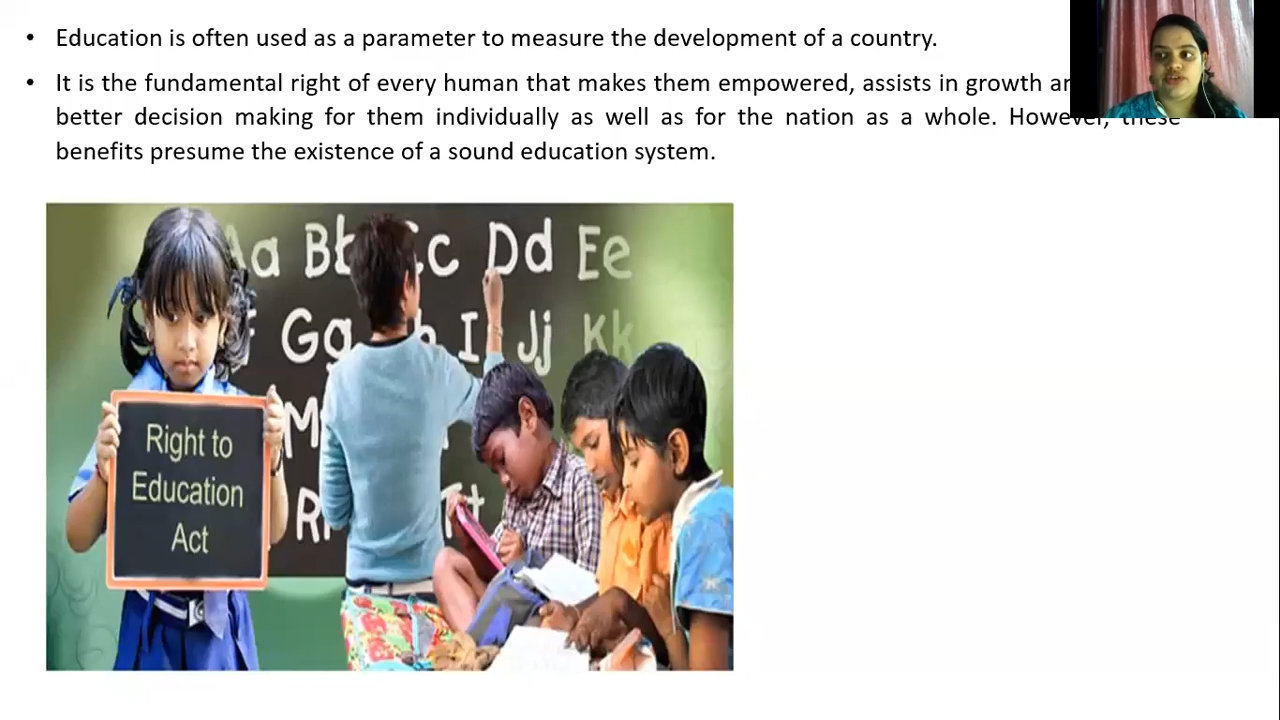 • Education is often used as a parameter to measure the development of a country.
• It is the fundamental right of every human that makes them empowered, assists in growth
better decision making for them individually as well as for the nation as a whole. However, these
benefits presume the existence of a sound education system.
Aa Bb Cc Dd Ee
Gg I Jj Kk
M
R Tt
Right to
Education
Act